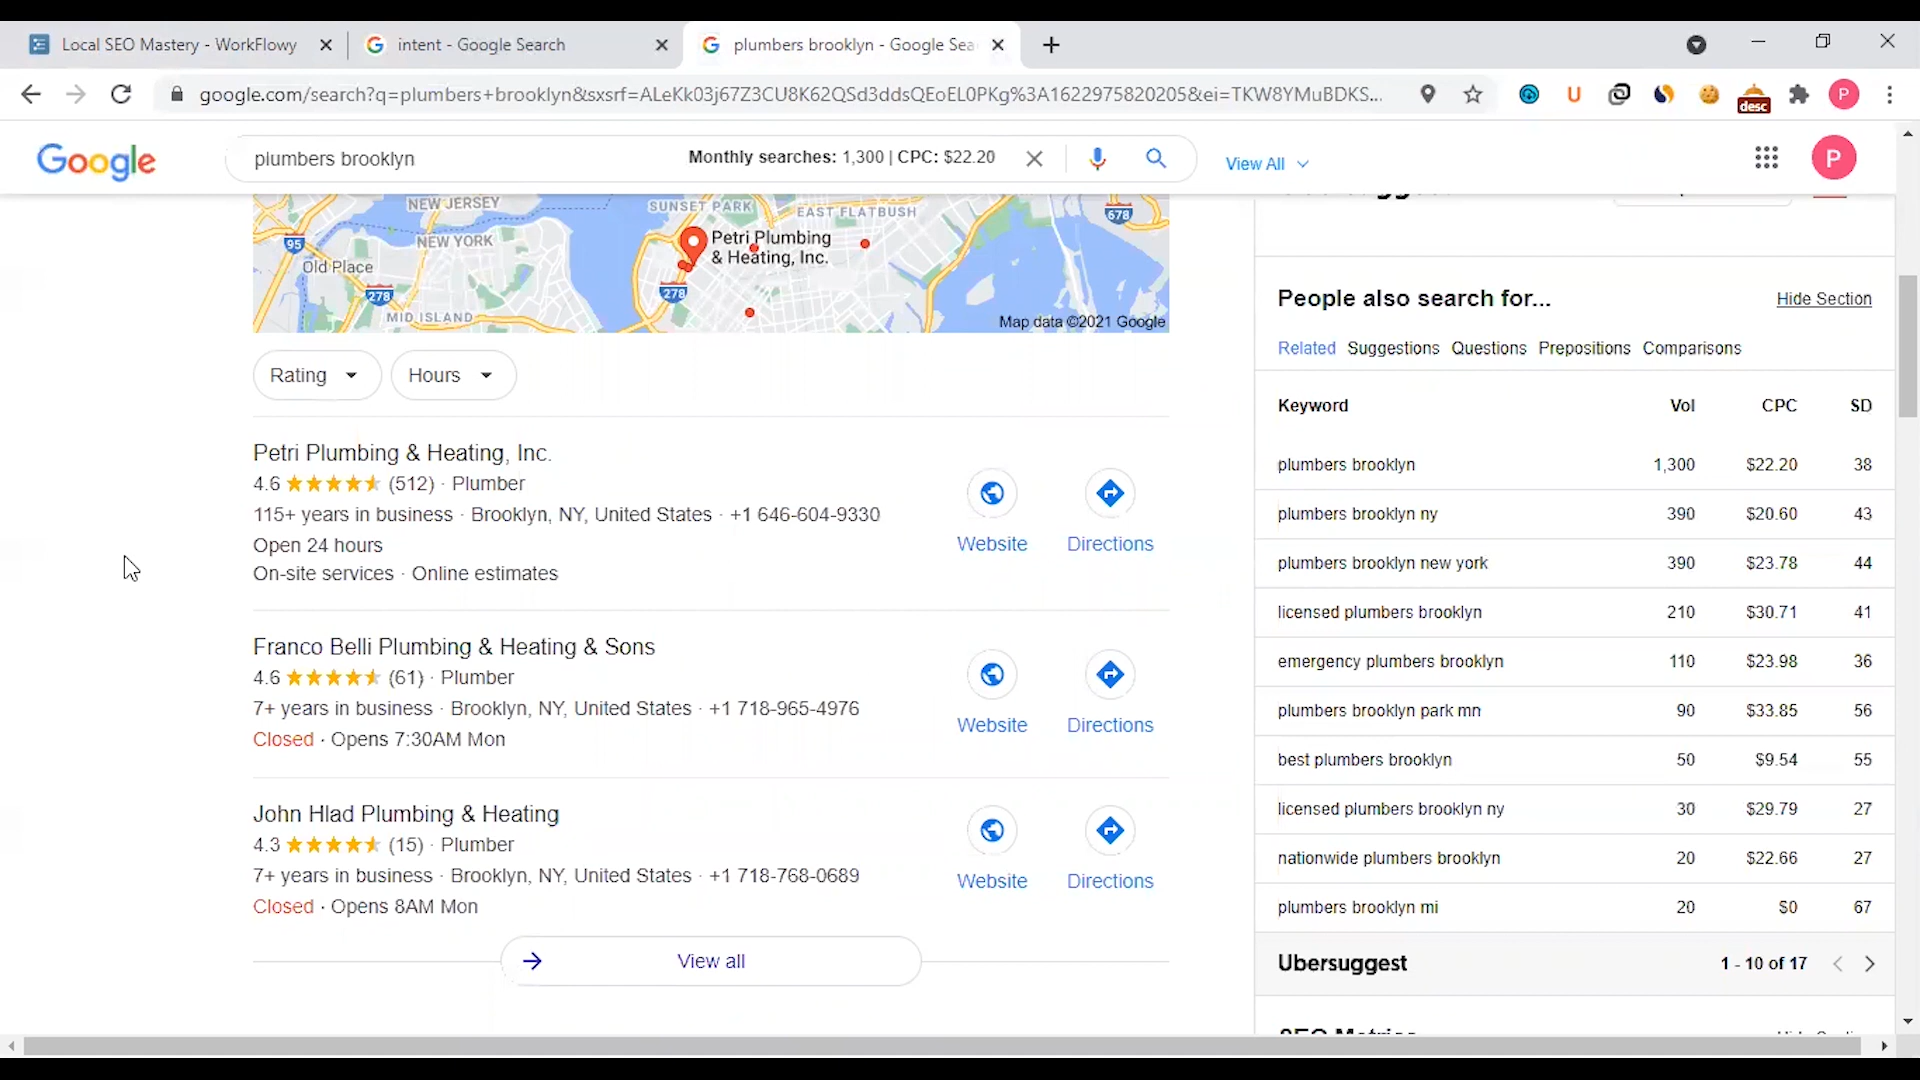 Local SEO Mastery - WorkFlowy
intent - Google Search
plumbers brooklyn - Google Sea
google.com/search?q=plumbers+brooklyn&sxsrf=ALeKk03j67Z3CU8K62QSd3ddsQEoEL0PKg%3A1622975820205&ei=TKW8YMuBDKS...
U
desc
P
Google
plumbers brooklyn
Monthly searches: 1,300 | CPC: $22.20
View All
P
NEW JERSEY
NEW YORK
SUNSET PARK
EAST FLATBUSH
678
95
Old Place
278
MID ISLAND
278
Petri Plumbing
& Heating, Inc.
Map data ©2021 Google
Rating
Hours
Petri Plumbing & Heating, Inc.
4.6 (512) · Plumber
115+ years in business · Brooklyn, NY, United States · +1 646-604-9330
Open 24 hours
On-site services · Online estimates
Website
Directions
Franco Belli Plumbing & Heating & Sons
4.6 (61) · Plumber
7+ years in business · Brooklyn, NY, United States · +1 718-965-4976
Closed · Opens 7:30AM Mon
Website
Directions
John Hlad Plumbing & Heating
4.3 (15) · Plumber
7+ years in business · Brooklyn, NY, United States · +1 718-768-0689
Closed · Opens 8AM Mon
Website
Directions
View all
People also search for...
Hide Section
Related Suggestions Questions Prepositions Comparisons
Keyword Vol CPC SD
plumbers brooklyn 1,300 $22.20 38
plumbers brooklyn ny 390 $20.60 43
plumbers brooklyn new york 390 $23.78 44
licensed plumbers brooklyn 210 $30.71 41
emergency plumbers brooklyn 110 $23.98 36
plumbers brooklyn park mn 90 $33.85 56
best plumbers brooklyn 50 $9.54 55
licensed plumbers brooklyn ny 30 $29.79 27
nationwide plumbers brooklyn 20 $22.66 27
plumbers brooklyn mi 20 $0 67
Ubersuggest
1 - 10 of 17
SEO Metrics